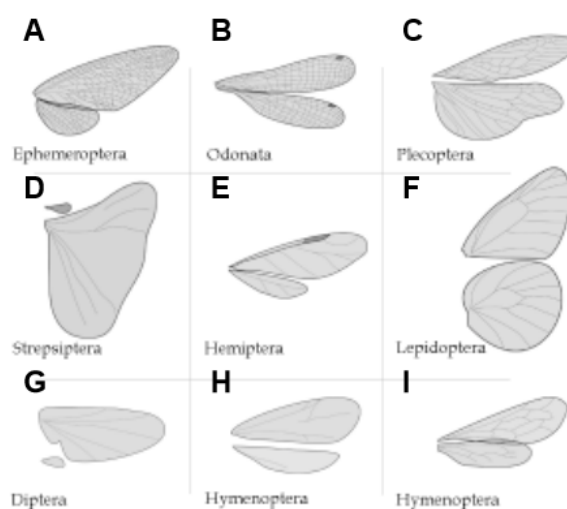 A B C
Ephemeroptera Odonata Plecoptera
D E F
Strepsiptera Hemiptera Lepidoptera
G H I
Diptera Hymenoptera Hymenoptera